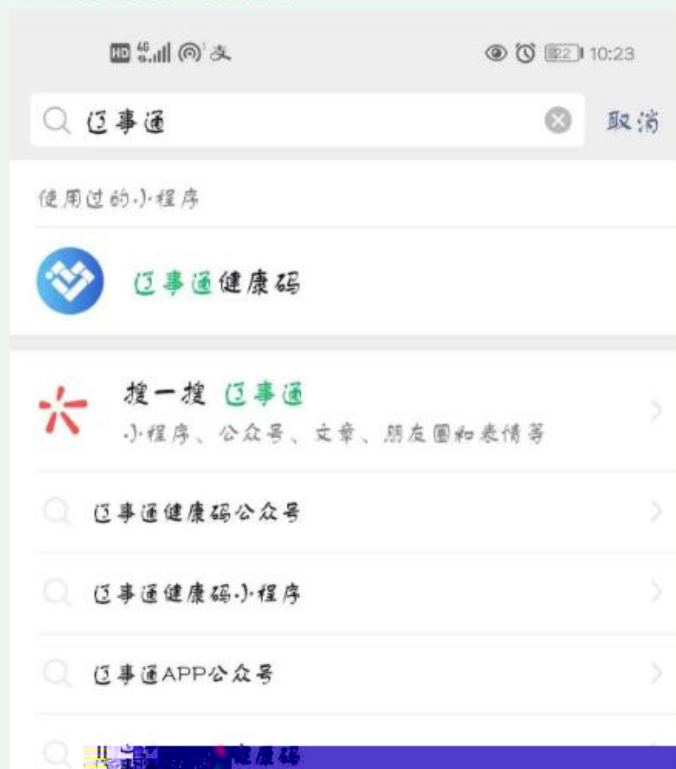 HD 4G 支 22 10:23
辽事通 取消
使用过的小程序
辽事通健康码
搜一搜 辽事通
小程序、公众号、文章、朋友圈和表情等
辽事通健康码公众号
辽事通健康码小程序
辽事通APP公众号
健康码